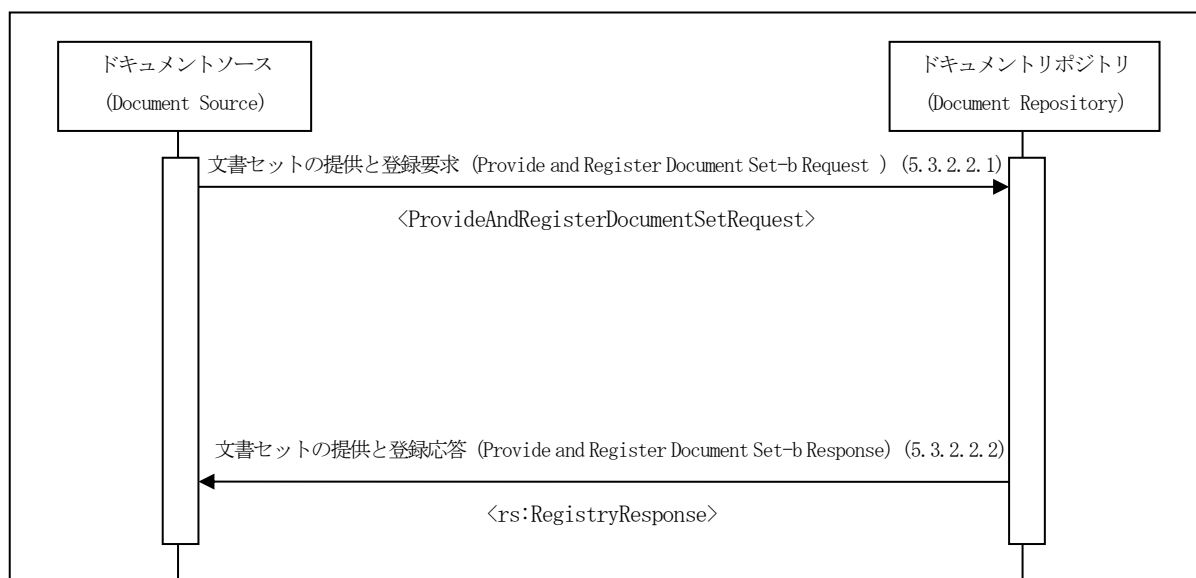 ドキュメントソース
(Document Source)
ドキュメントリポジトリ
(Document Repository)
文書セットの提供と登録要求 (Provide and Register Document Set-b Request ) (5.3.2.2.1)
<ProvideAndRegisterDocumentSetRequest>
文書セットの提供と登録応答 (Provide and Register Document Set-b Response) (5.3.2.2.2)
<rs:RegistryResponse>